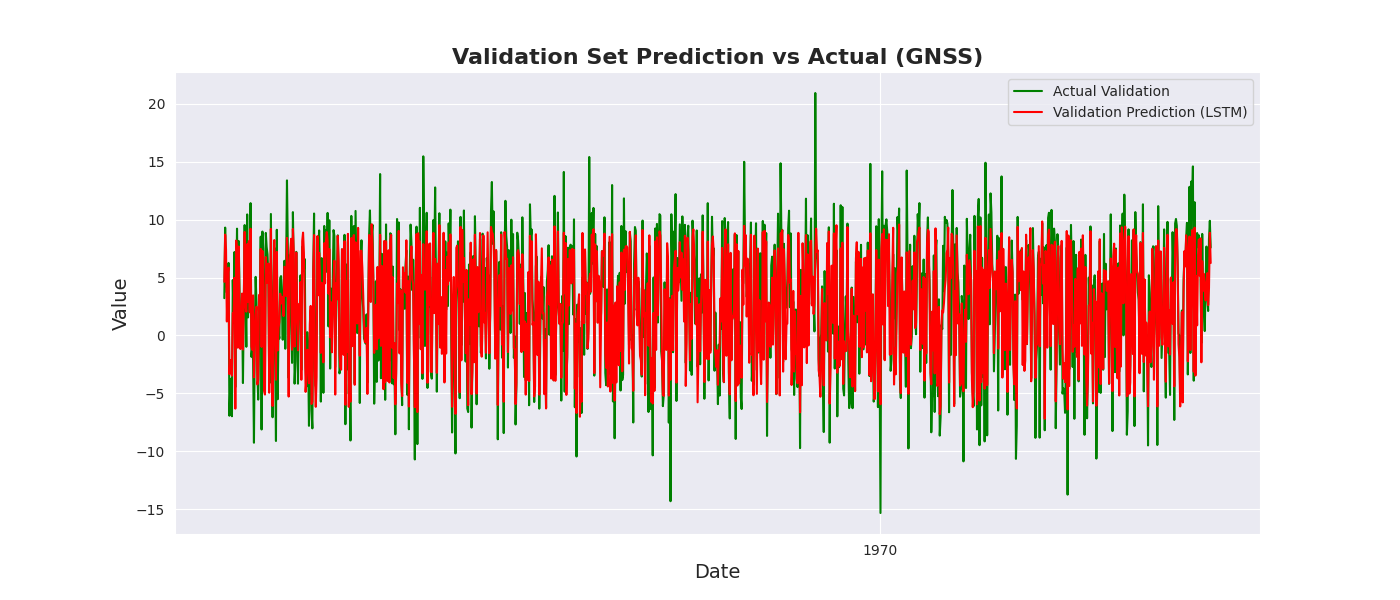 Validation Set Prediction vs Actual (GNSS)
Actual Validation
Validation Prediction (LSTM)
20
15
10
5
0
−5
−10
−15
Value
1970
Date